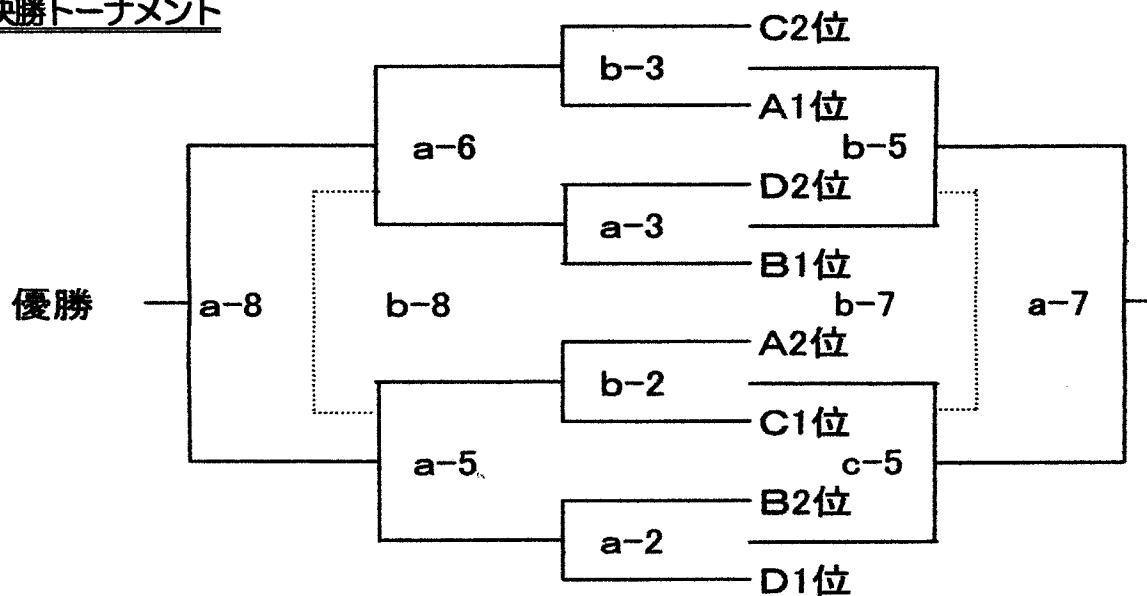 決勝トーナメント
C2位
b-3
A1位
a-6
b-5
D2位
a-3
B1位
優勝
a-8
b-8
b-7
a-7
A2位
b-2
C1位
a-5
c-5
B2位
a-2
D1位